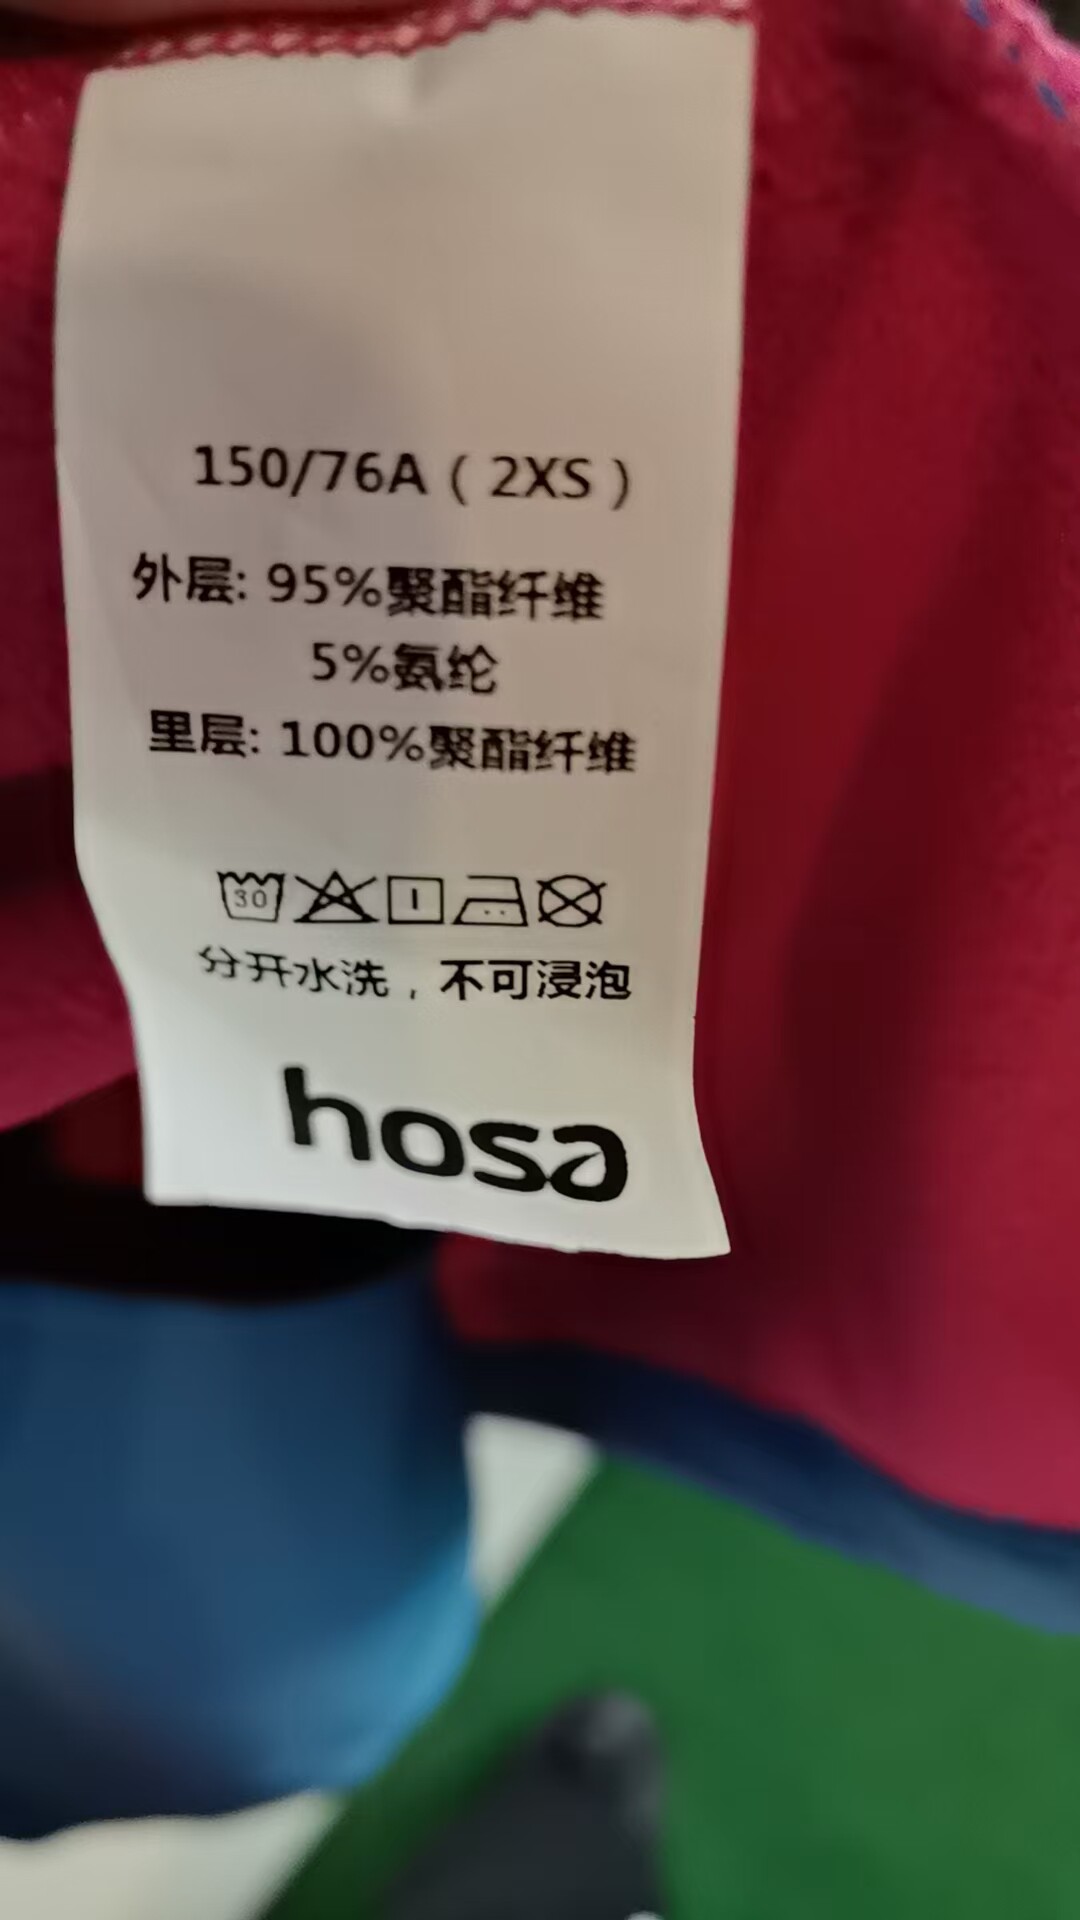 150/76A（2XS）
外层: 95%聚酯纤维
5%氨纶
里层: 100%聚酯纤维
30
分开水洗，不可浸泡
hosa